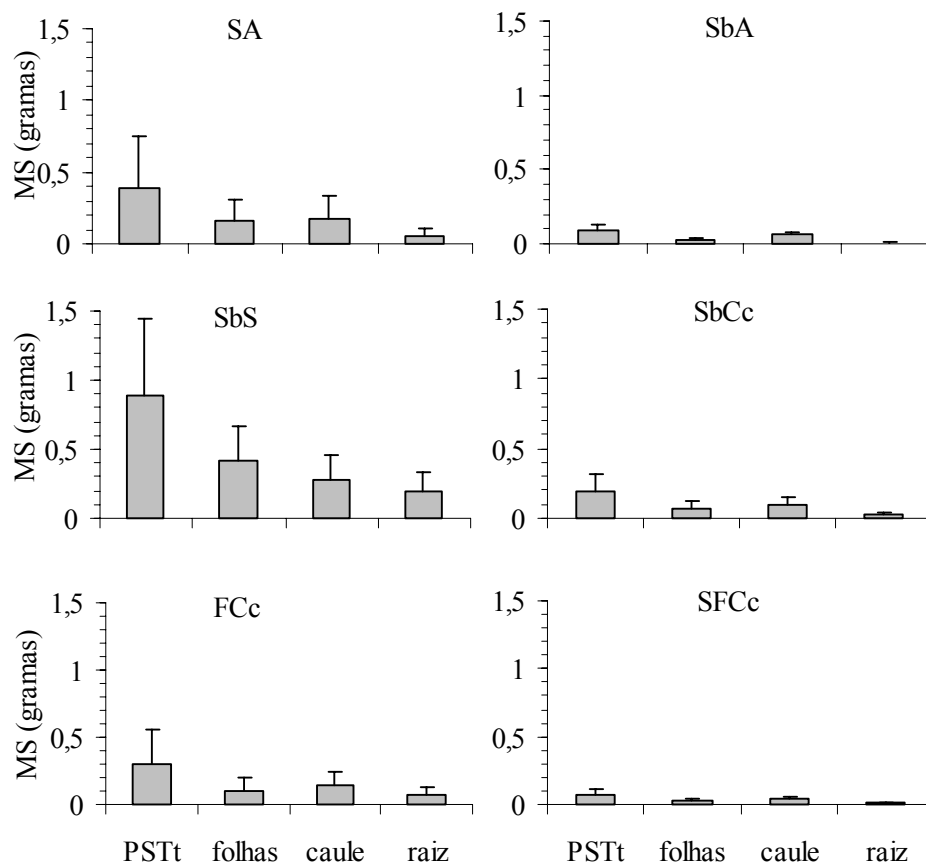 SA
1,5
1
0,5
0
MS (gramas)
SbA
1,5
1
0,5
0
SbS
1,5
1
0,5
0
MS (gramas)
SbCc
1,5
1
0,5
0
FCc
1,5
1
0,5
0
MS (gramas)
PSTt folhas caule raiz
SFCc
1,5
1
0,5
0
PSTt folhas caule raiz